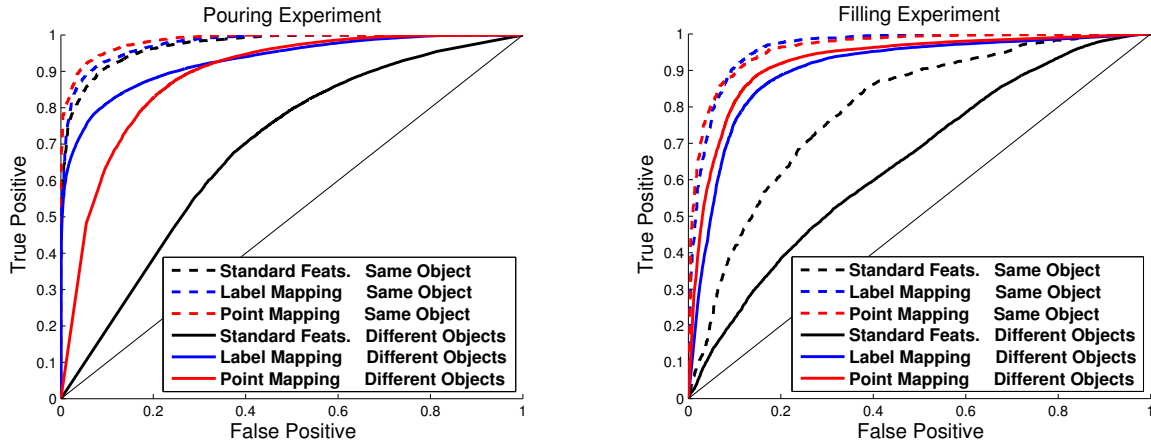 Pouring Experiment
1
0.9
0.8
0.7
0.6
0.5
0.4
0.3
0.2
0.1
0
True Positive
Standard Feats. Same Object
Label Mapping Same Object
Point Mapping Same Object
Standard Feats. Different Objects
Label Mapping Different Objects
Point Mapping Different Objects
0 0.2 0.4 0.6 0.8 1
False Positive
Filling Experiment
1
0.9
0.8
0.7
0.6
0.5
0.4
0.3
0.2
0.1
0
True Positive
Standard Feats. Same Object
Label Mapping Same Object
Point Mapping Same Object
Standard Feats. Different Objects
Label Mapping Different Objects
Point Mapping Different Objects
0 0.2 0.4 0.6 0.8 1
False Positive